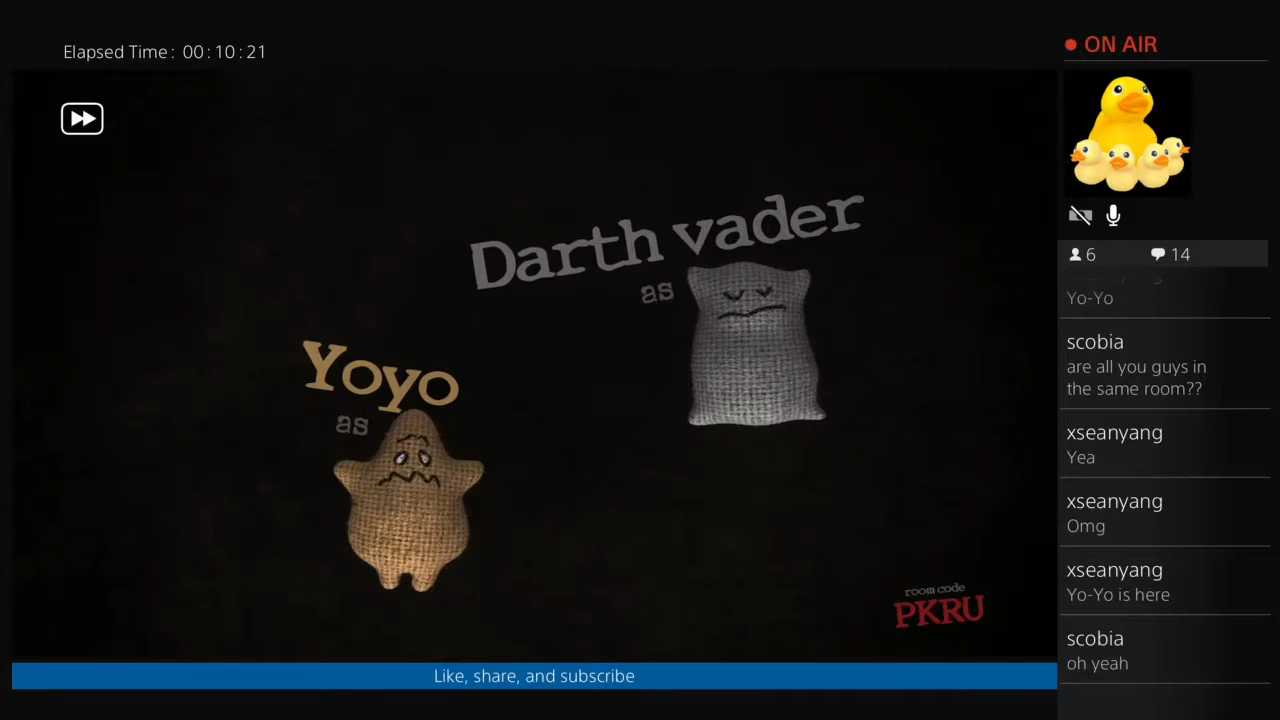 Elapsed Time: 00:10:21
ON AIR
6 14
Yo-Yo
scobia
are all you guys in
the same room??
xseanyang
Yea
xseanyang
Omg
xseanyang
Yo-Yo is here
scobia
oh yeah
Darth vader
as
Yoyo
as
room code
PKRU
Like, share, and subscribe